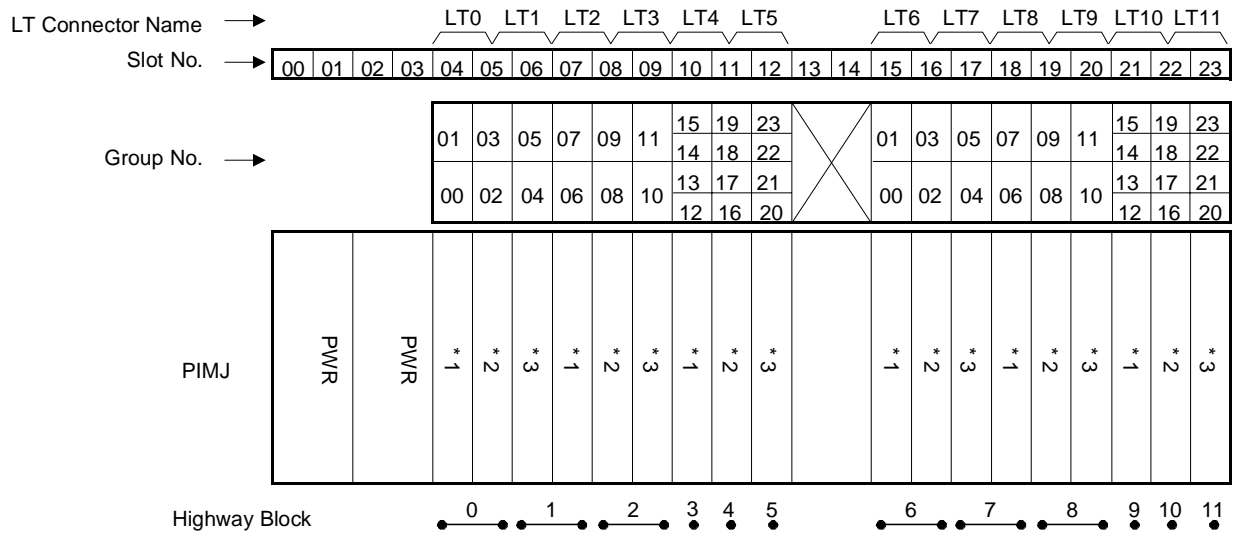 LT Connector Name LT0 LT1 LT2 LT3 LT4 LT5 LT6 LT7 LT8 LT9 LT10 LT11
Slot No. 00 01 02 03 04 05 06 07 08 09 10 11 12 13 14 15 16 17 18 19 20 21 22 23
15 19 23 15 19 23
01 03 05 07 09 11 01 03 05 07 09 11
14 18 22 14 18 22
Group No.
13 17 21 13 17 21
00 02 04 06 08 10 00 02 04 06 08 10
12 16 20 12 16 20
PIMJ PWR PWR *1 *2 *3 *1 *2 *3 *1 *2 *3 *1 *2 *3 *1 *2 *3 *1 *2 *3
Highway Block 0 1 2 3 4 5 6 7 8 9 10 11